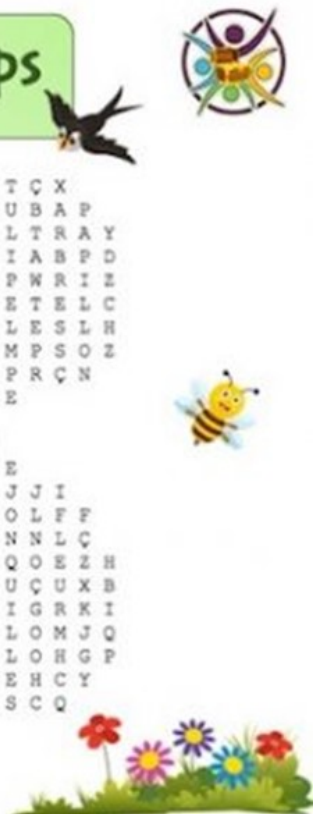 ps
T Ç X
U B A P
L T R A Y
I A B P D
P W R I Z
E T E L C
L E S L H
M P S O Z
P R Ç N
E
E
J J I
O L F F
N N L Ç
Q O E Z H
U Ç U X B
I G R K I
L O M J Q
L O H G P
E H C Y
S C Q